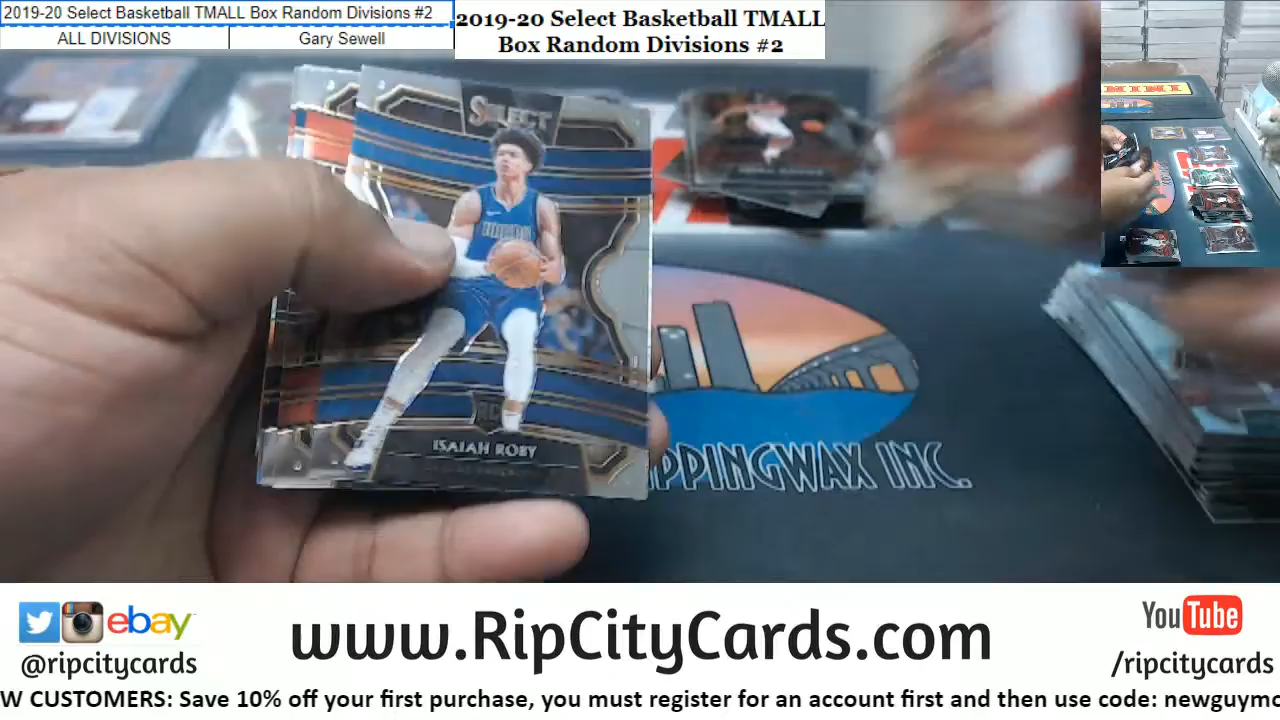 2019-20 Select Basketball TMALL Box Random Divisions #2
ALL DIVISIONS
Gary Sewell
2019-20 Select Basketball TMALL
Box Random Divisions #2
SELECT
RC
ISAIAH ROBY
PPINGWAX INC.
ebay
@ripcitycards
www.RipCityCards.com
YouTube
/ripcitycards
W CUSTOMERS: Save 10% off your first purchase, you must register for an account first and then use code: newguymo